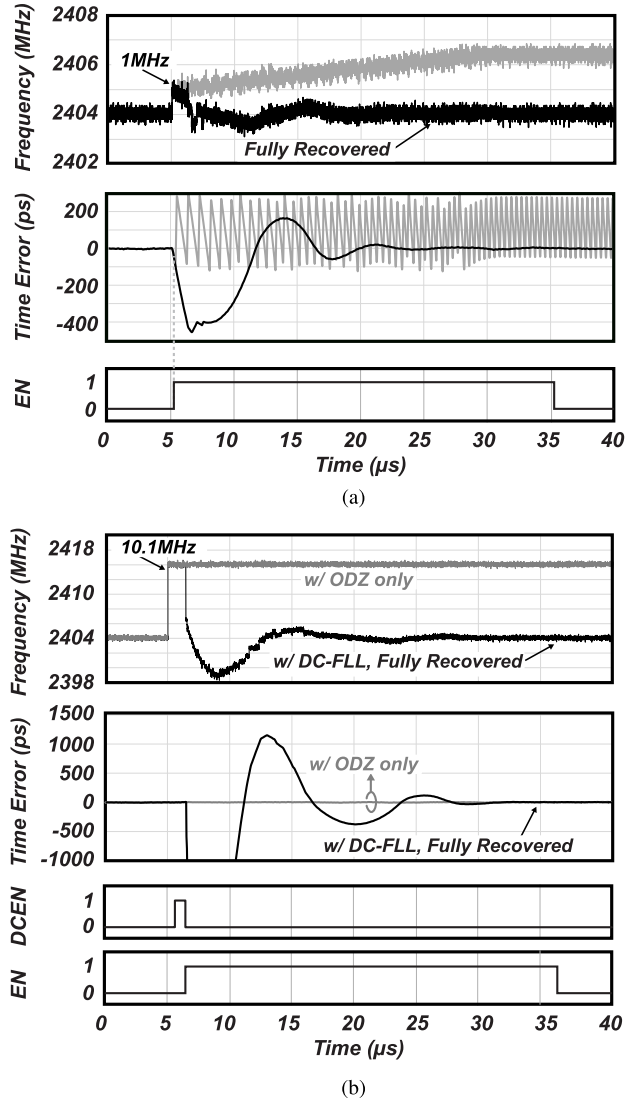 Frequency (MHz)
2408
2406
2404
2402
1MHz
Fully Recovered
Time Error (ps)
200
0
-200
-400
EN
1
0
0 5 10 15 20 25 30 35 40
Time (µs)
(a)
Frequency (MHz)
2418
2410
2404
2398
10.1MHz
w/ ODZ only
w/ DC-FLL, Fully Recovered
Time Error (ps)
1500
1000
500
0
-500
-1000
w/ ODZ only
w/ DC-FLL, Fully Recovered
DCEN
1
0
EN
1
0
0 5 10 15 20 25 30 35 40
Time (µs)
(b)